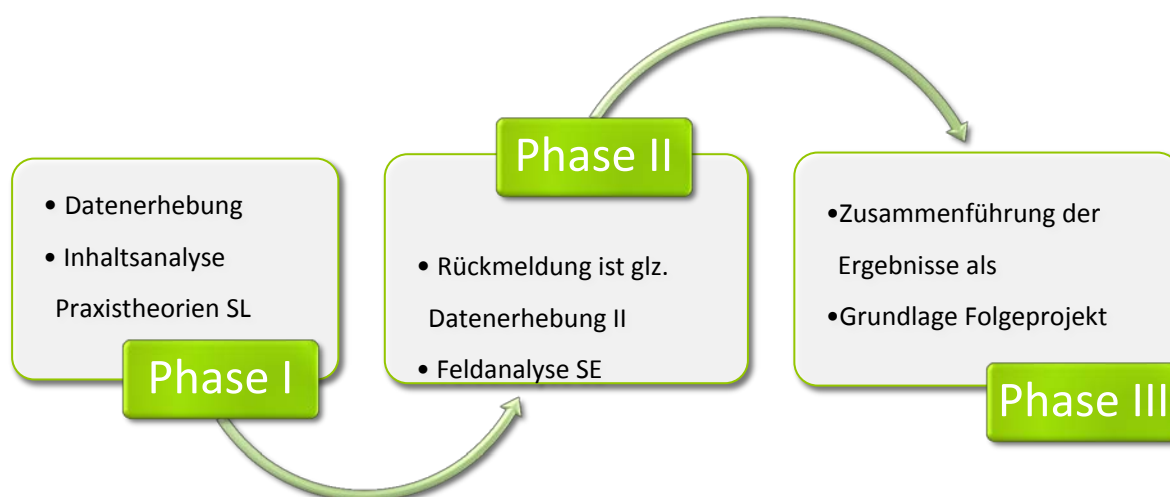 • Datenerhebung
• Inhaltsanalyse
Praxistheorien SL
Phase I
Phase II
• Rückmeldung ist glz.
Datenerhebung II
• Feldanalyse SE
•Zusammenführung der
Ergebnisse als
•Grundlage Folgeprojekt
Phase III